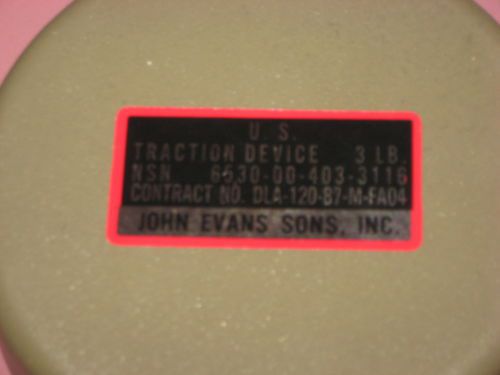 U. S.
TRACTION DEVICE 3 LB.
NSN 6530-00-403-3116
CONTRACT NO. DLA-120-87-M-FA04
JOHN EVANS SONS, INC.